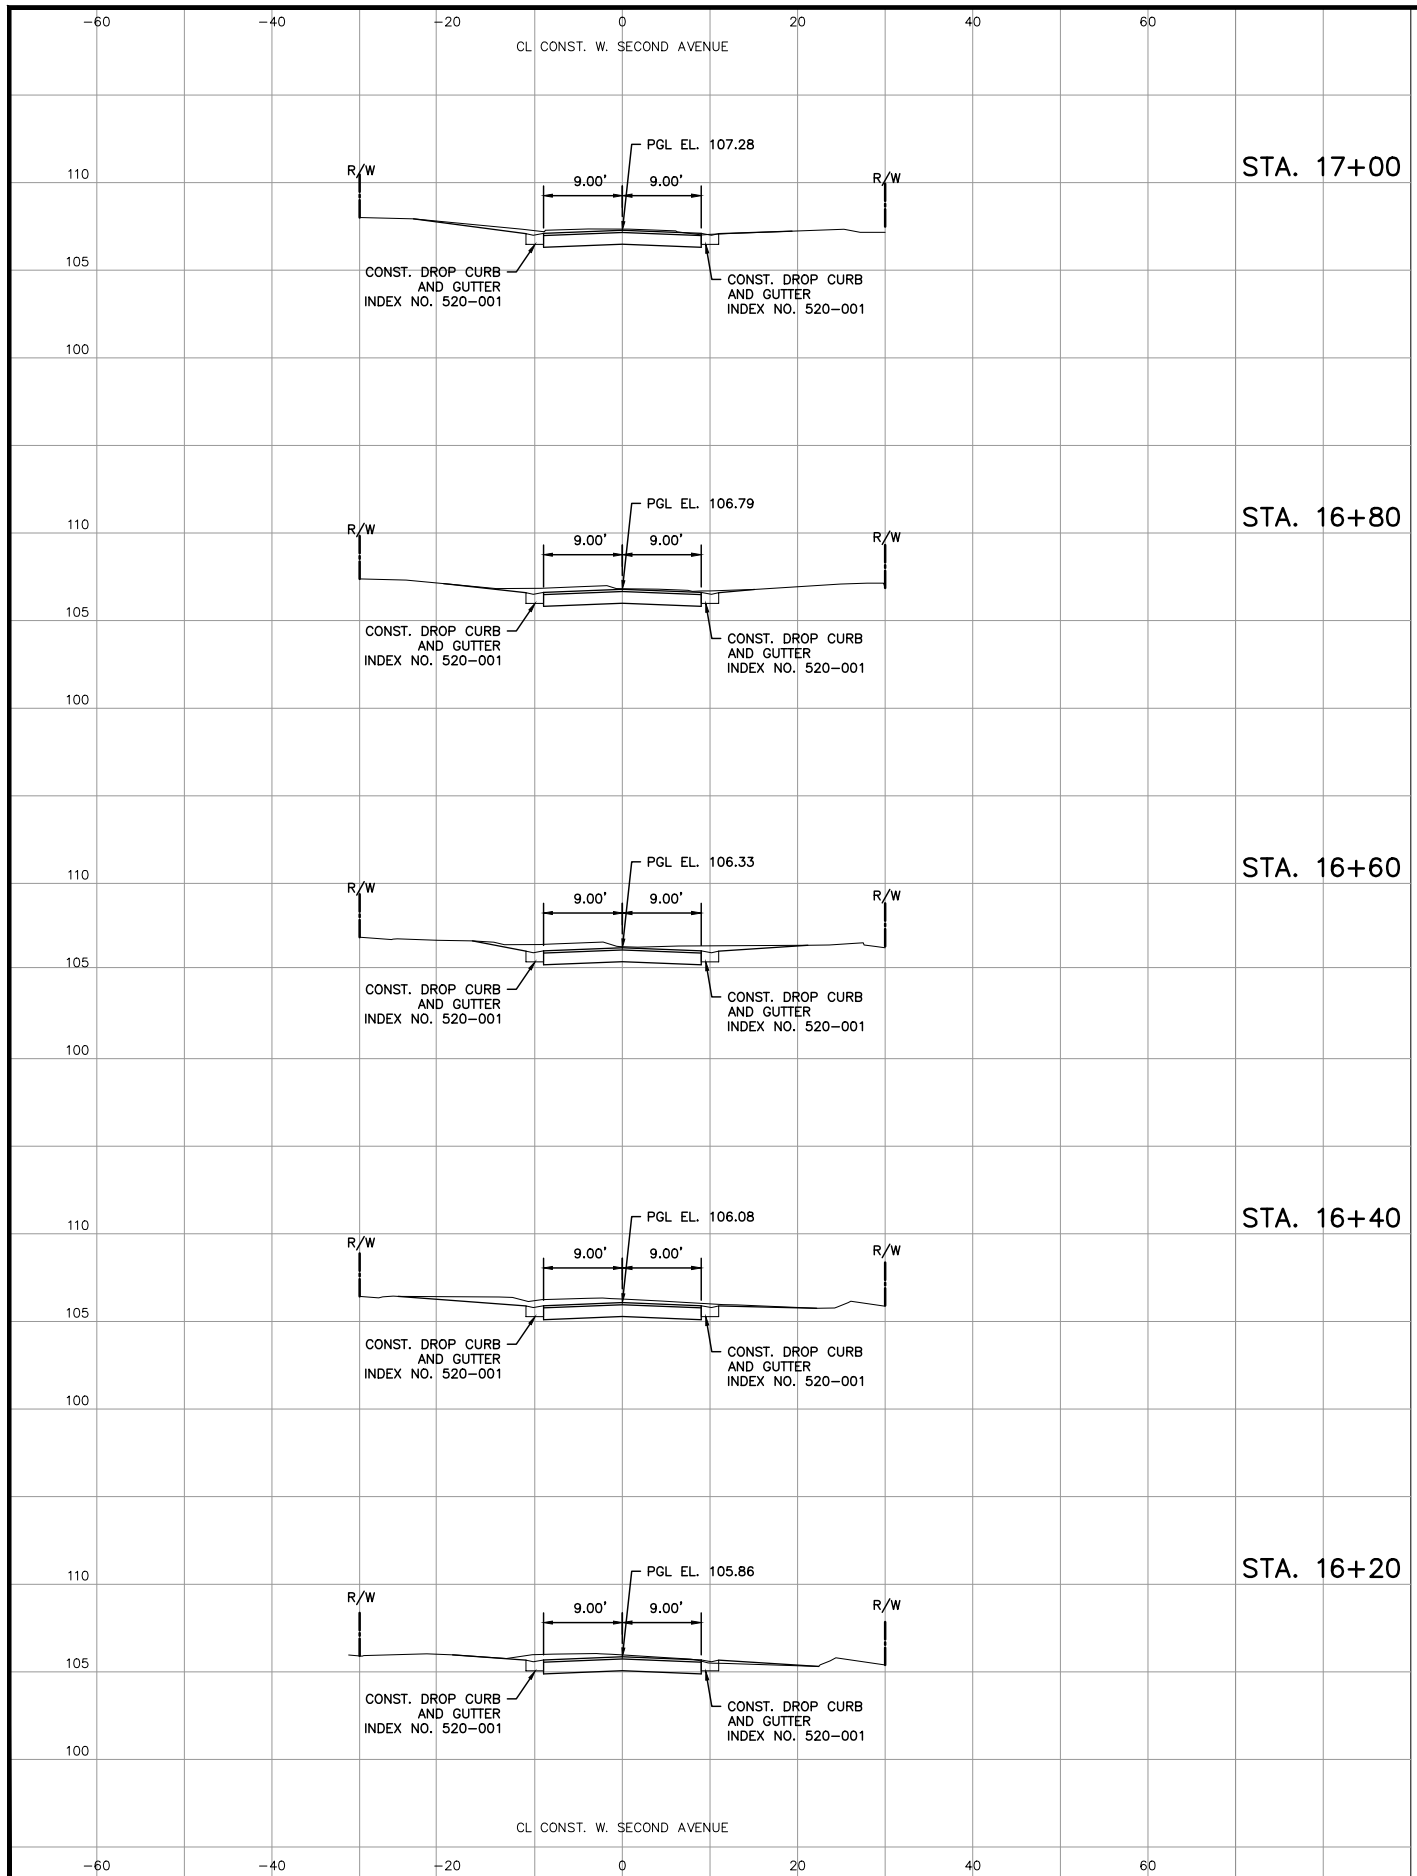 -60 -40 -20 0 20 40 60
CL CONST. W. SECOND AVENUE
PGL EL. 107.28
STA. 17+00
R/W
R/W
110
9.00' 9.00'
105
CONST. DROP CURB
AND GUTTER
INDEX NO. 520-001
CONST. DROP CURB
AND GUTTER
INDEX NO. 520-001
100
PGL EL. 106.79
STA. 16+80
R/W
R/W
110
9.00' 9.00'
105
CONST. DROP CURB
AND GUTTER
INDEX NO. 520-001
CONST. DROP CURB
AND GUTTER
INDEX NO. 520-001
100
PGL EL. 106.33
STA. 16+60
110
R/W
R/W
9.00' 9.00'
105
CONST. DROP CURB
AND GUTTER
INDEX NO. 520-001
CONST. DROP CURB
AND GUTTER
INDEX NO. 520-001
100
PGL EL. 106.08
STA. 16+40
110
R/W
R/W
9.00' 9.00'
105
CONST. DROP CURB
AND GUTTER
INDEX NO. 520-001
CONST. DROP CURB
AND GUTTER
INDEX NO. 520-001
100
PGL EL. 105.86
STA. 16+20
110
R/W
R/W
9.00' 9.00'
105
CONST. DROP CURB
AND GUTTER
INDEX NO. 520-001
CONST. DROP CURB
AND GUTTER
INDEX NO. 520-001
100
CL CONST. W. SECOND AVENUE
-60 -40 -20 0 20 40 60